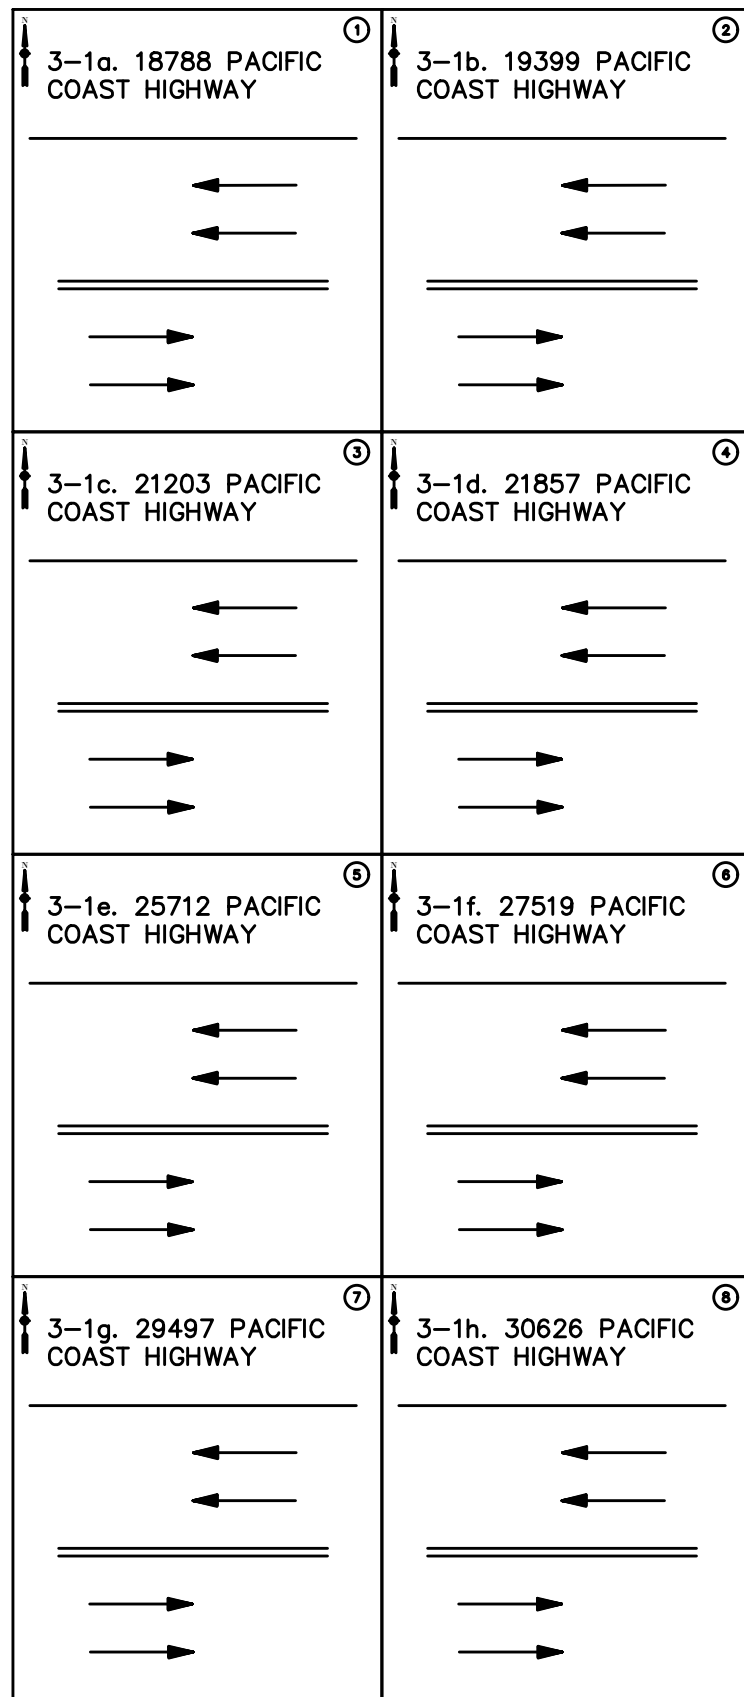 N
1
3-1a. 18788 PACIFIC
COAST HIGHWAY
N
2
3-1b. 19399 PACIFIC
COAST HIGHWAY
N
3
3-1c. 21203 PACIFIC
COAST HIGHWAY
N
4
3-1d. 21857 PACIFIC
COAST HIGHWAY
N
5
3-1e. 25712 PACIFIC
COAST HIGHWAY
N
6
3-1f. 27519 PACIFIC
COAST HIGHWAY
N
7
3-1g. 29497 PACIFIC
COAST HIGHWAY
N
8
3-1h. 30626 PACIFIC
COAST HIGHWAY